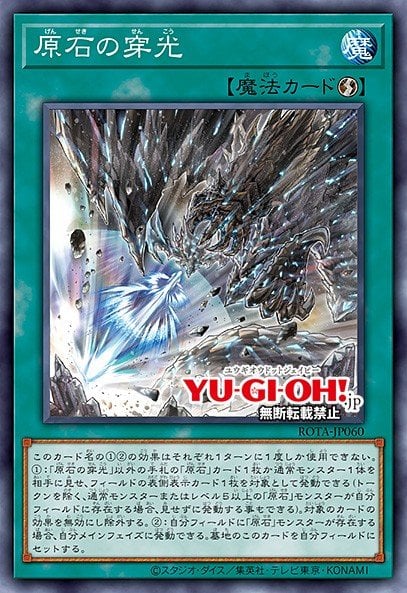 原石の穿光
魔
【魔法カード】
ユウギオウドットジェイピー
YU-GI-OH!.jp
無断転載禁止
ROTA-JP060
このカード名の①②の効果はそれぞれ1ターンに1度しか使用できない。
①：「原石の穿光」以外の手札の「原石」カード1枚か通常モンスター1体を
相手に見せ、フィールドの表側表示カード1枚を対象として発動できる(トー
クンを除く、通常モンスターまたはレベル5以上の「原石」モンスターが自分
フィールドに存在する場合、見せずに発動する事もできる)。対象のカードの
効果を無効にし除外する。②：自分フィールドに「原石」モンスターが存在す
る場合、自分メインフェイズに発動できる。墓地のこのカードを自分フィールド
にセットする。
©スタジオ・ダイス／集英社・テレビ東京・KONAMI